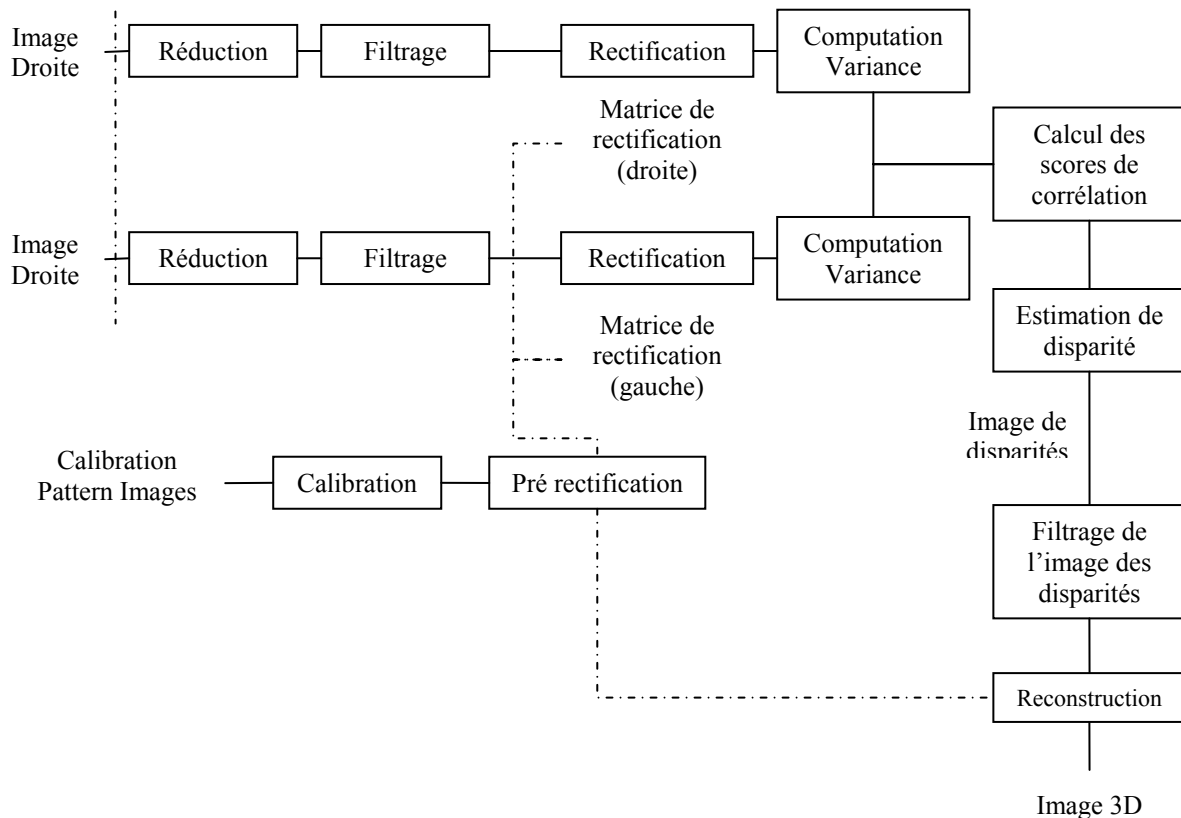 Image
Droite
Réduction
Filtrage
Rectification
Computation
Variance
Matrice de
rectification
(droite)
Calcul des
scores de
corrélation
Image
Droite
Réduction
Filtrage
Rectification
Computation
Variance
Matrice de
rectification
(gauche)
Estimation de
disparité
Image de
disparités
Calibration
Pattern Images
Calibration
Pré rectification
Filtrage de
l’image des
disparités
Reconstruction
Image 3D